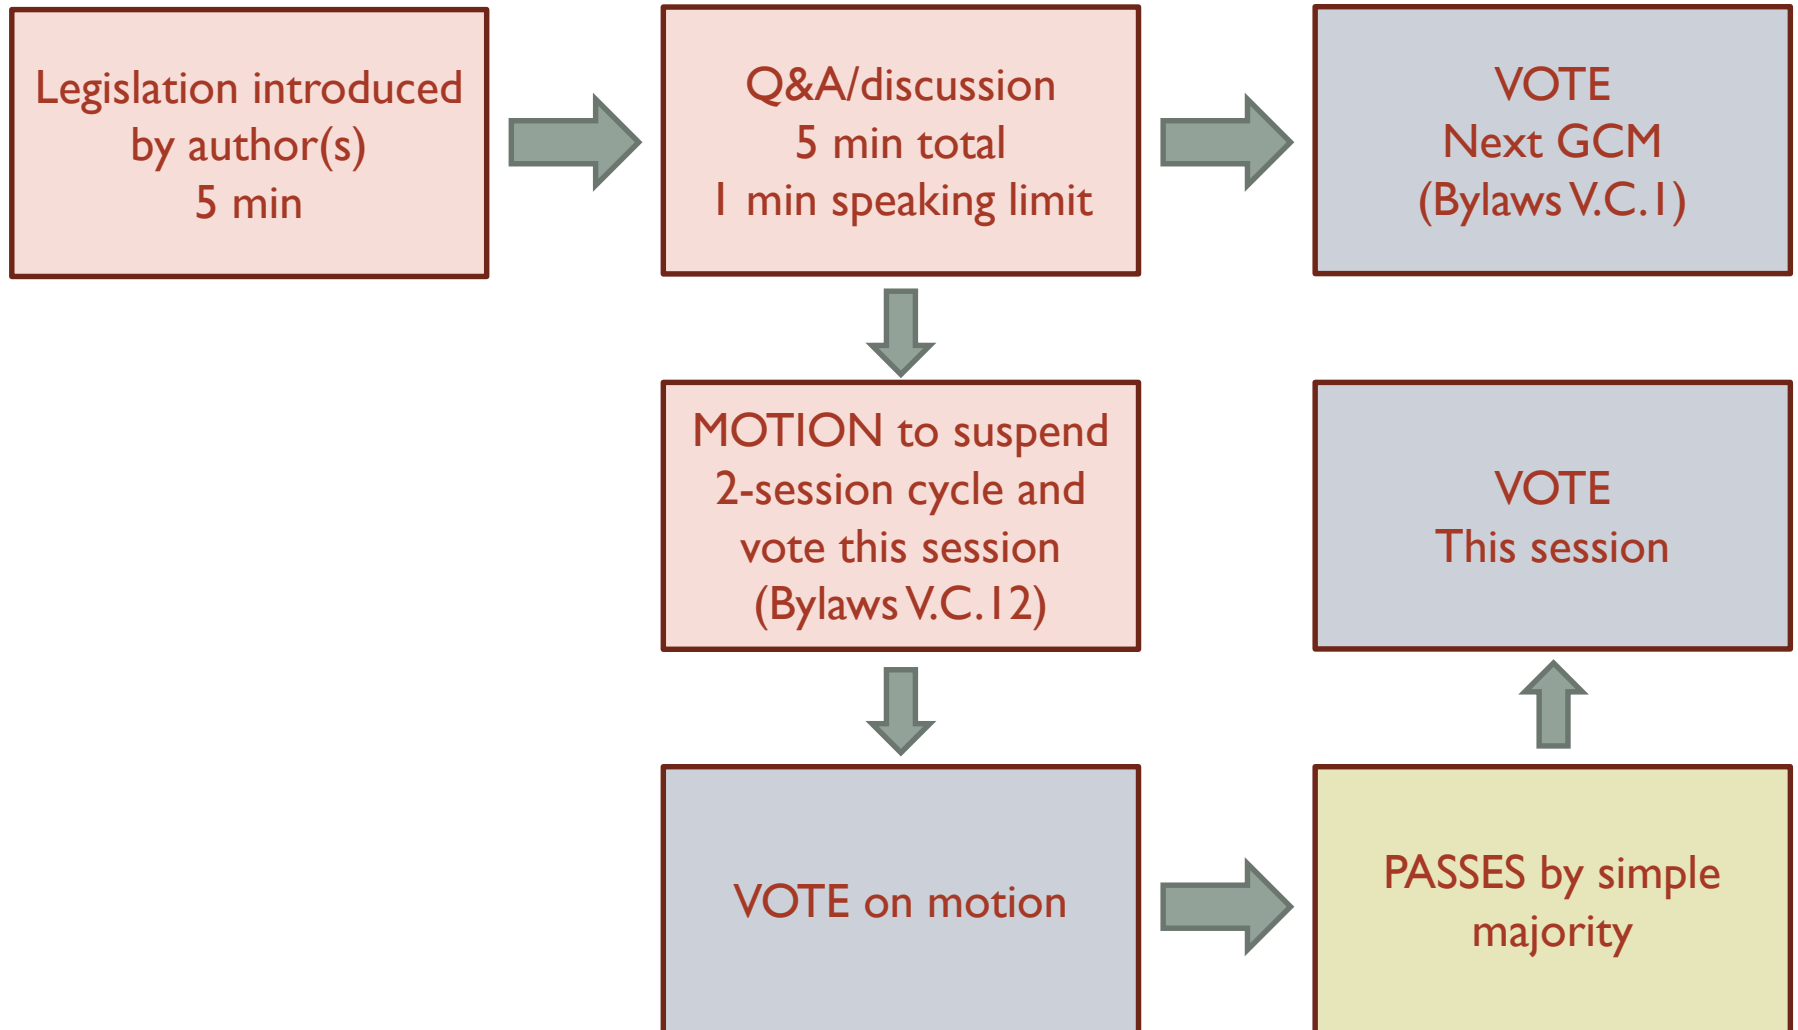 Legislation introduced
by author(s)
5 min
Q&A/discussion
5 min total
1 min speaking limit
VOTE
Next GCM
(Bylaws V.C.1)
MOTION to suspend
2-session cycle and
vote this session
(Bylaws V.C.12)
VOTE
This session
VOTE on motion
PASSES by simple
majority